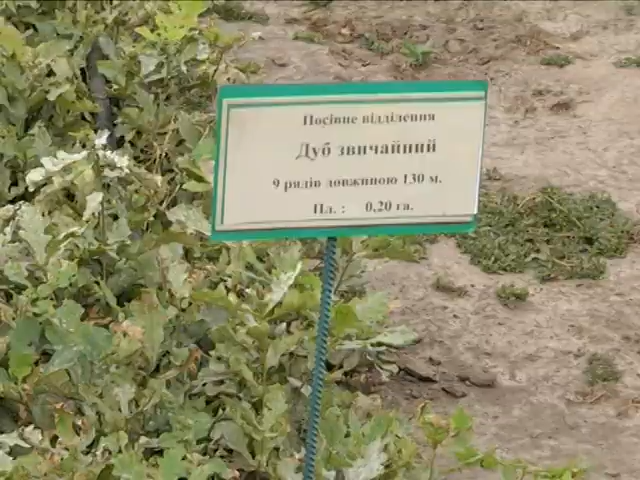 Посівне відділення
Дуб звичайний
9 рядів довжиною 130 м.
Пл. : 0,20 га.